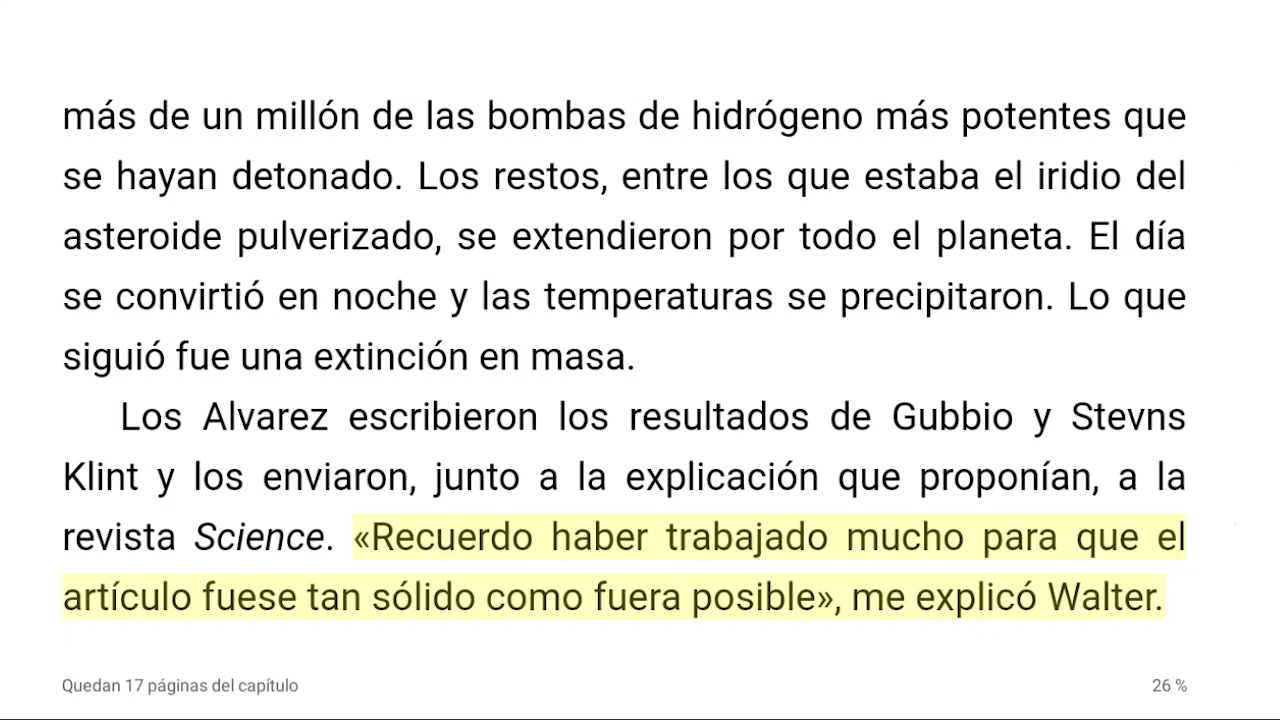 más de un millón de las bombas de hidrógeno más potentes que
se hayan detonado. Los restos, entre los que estaba el iridio del
asteroide pulverizado, se extendieron por todo el planeta. El día
se convirtió en noche y las temperaturas se precipitaron. Lo que
siguió fue una extinción en masa.
Los Alvarez escribieron los resultados de Gubbio y Stevns
Klint y los enviaron, junto a la explicación que proponían, a la
revista Science. «Recuerdo haber trabajado mucho para que el
artículo fuese tan sólido como fuera posible», me explicó Walter.
Quedan 17 páginas del capítulo
26 %